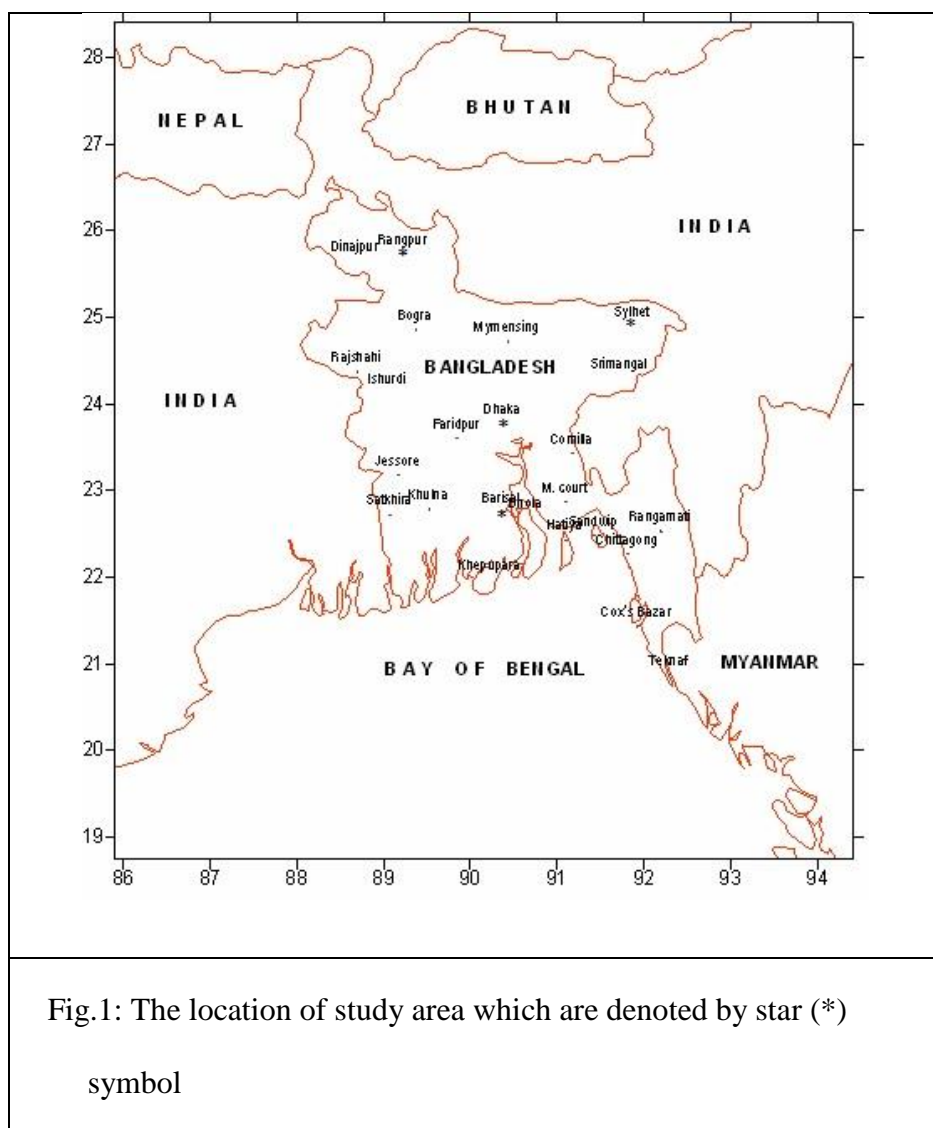 28
NEPAL
BHUTAN
27
26
INDIA
Dinajpur Rangpur
*
25
Bogra
Mymensing
Sylhet
*
Rajshahi
BANGLADESH
Srimangal
Ishurdi
24
INDIA
Dhaka
*
Faridpur
Comilla
Jessore
23
Satkhira Khulna
Barisal Bhola
*
M. court
Hatiya Sandwip Rangamati
Chittagong
22
Khepupara
Cox's Bazar
21
BAY OF BENGAL
Teknaf
MYANMAR
20
19
86 87 88 89 90 91 92 93 94
Fig.1: The location of study area which are denoted by star (*)
symbol